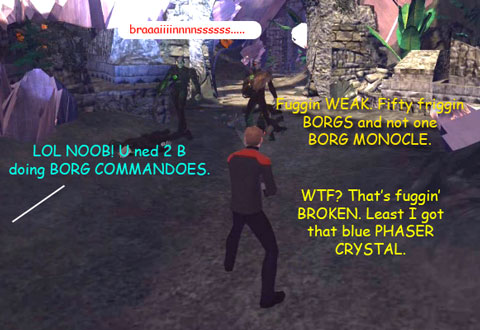 braaaiiiinnnnssssss.....
Fuggin WEAK. Fifty friggin
BORGS and not one
BORG MONOCLE.
LOL NOOB! U ned 2 B
doing BORG COMMANDOES.
WTF? That's fuggin'
BROKEN. Least I got
that blue PHASER
CRYSTAL.